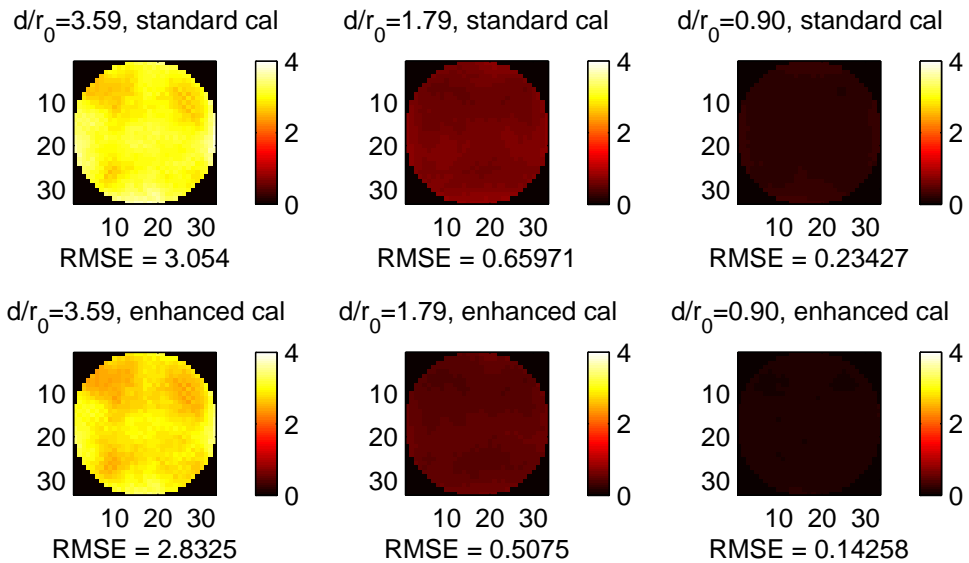 d/r0=3.59, standard cal
10
20
30
10 20 30
0
2
4
RMSE = 3.054
d/r0=1.79, standard cal
10
20
30
10 20 30
0
2
4
RMSE = 0.65971
d/r0=0.90, standard cal
10
20
30
10 20 30
0
2
4
RMSE = 0.23427
d/r0=3.59, enhanced cal
10
20
30
10 20 30
0
2
4
RMSE = 2.8325
d/r0=1.79, enhanced cal
10
20
30
10 20 30
0
2
4
RMSE = 0.5075
d/r0=0.90, enhanced cal
10
20
30
10 20 30
0
2
4
RMSE = 0.14258